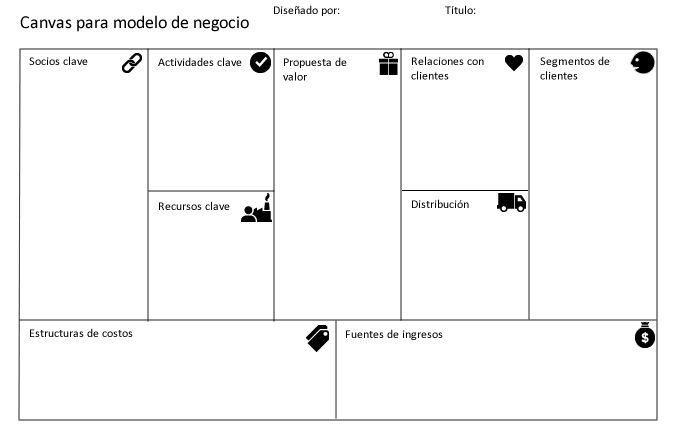 Diseñado por:
Título:
Canvas para modelo de negocio
Socios clave
Actividades clave
Propuesta de
valor
Relaciones con
clientes
Segmentos de
clientes
Recursos clave
Distribución
Estructuras de costos
Fuentes de ingresos
$